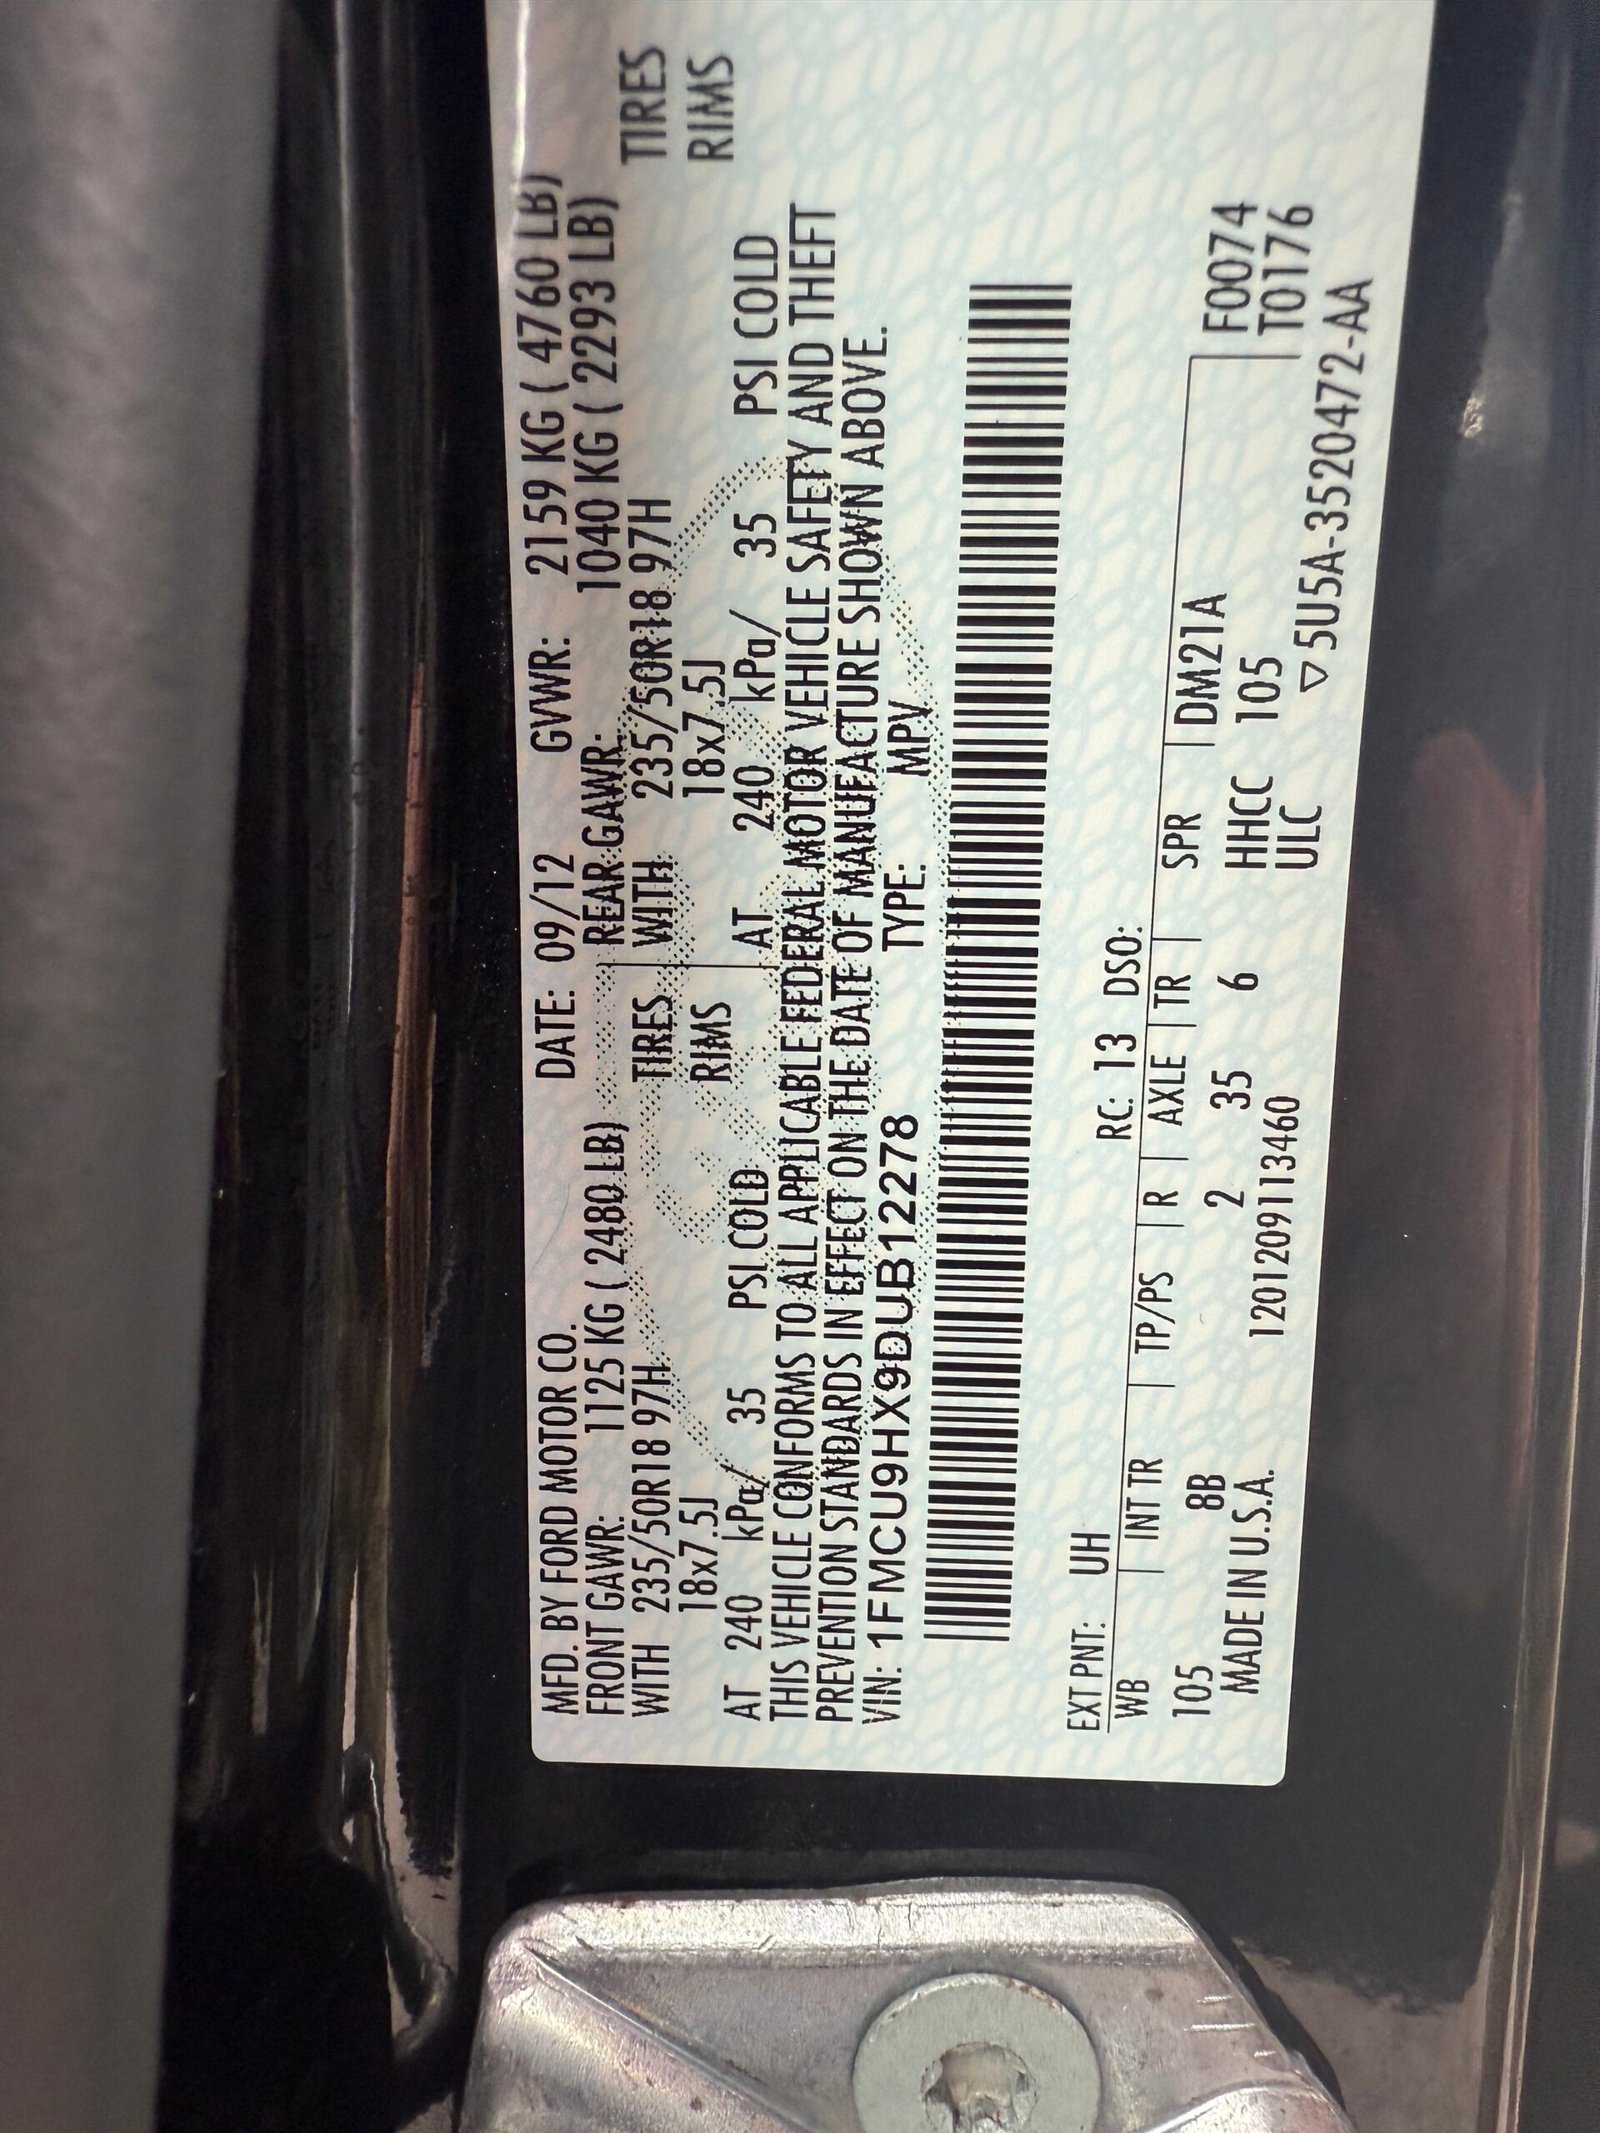 MFD. BY FORD MOTOR CO. DATE: 09/12 GVWR: 2159 KG ( 4760 LB)
FRONT GAWR: 1125 KG ( 2480 LB) REAR GAWR: 1040 KG ( 2293 LB)
WITH 235/50R18 97H TIRES WITH 235/50R18 97H TIRES
18x7.5J RIMS 18x7.5J RIMS
AT 240 kPa/ 35 PSI COLD AT 240 kPa/ 35 PSI COLD
THIS VEHICLE CONFORMS TO ALL APPLICABLE FEDERAL MOTOR VEHICLE SAFETY AND THEFT
PREVENTION STANDARDS IN EFFECT ON THE DATE OF MANUFACTURE SHOWN ABOVE.
VIN: 1FMCU9HX9DUB12278 TYPE: MPV
EXT PNT: UH RC: 13 DSO:
WB INT TR TP/PS R AXLE TR SPR DM21A F0074
105 8B 2 35 6 HHCC 105 T0176
MADE IN U.S.A. 120120911346​0 ULC ▽5U5A-3520472-AA